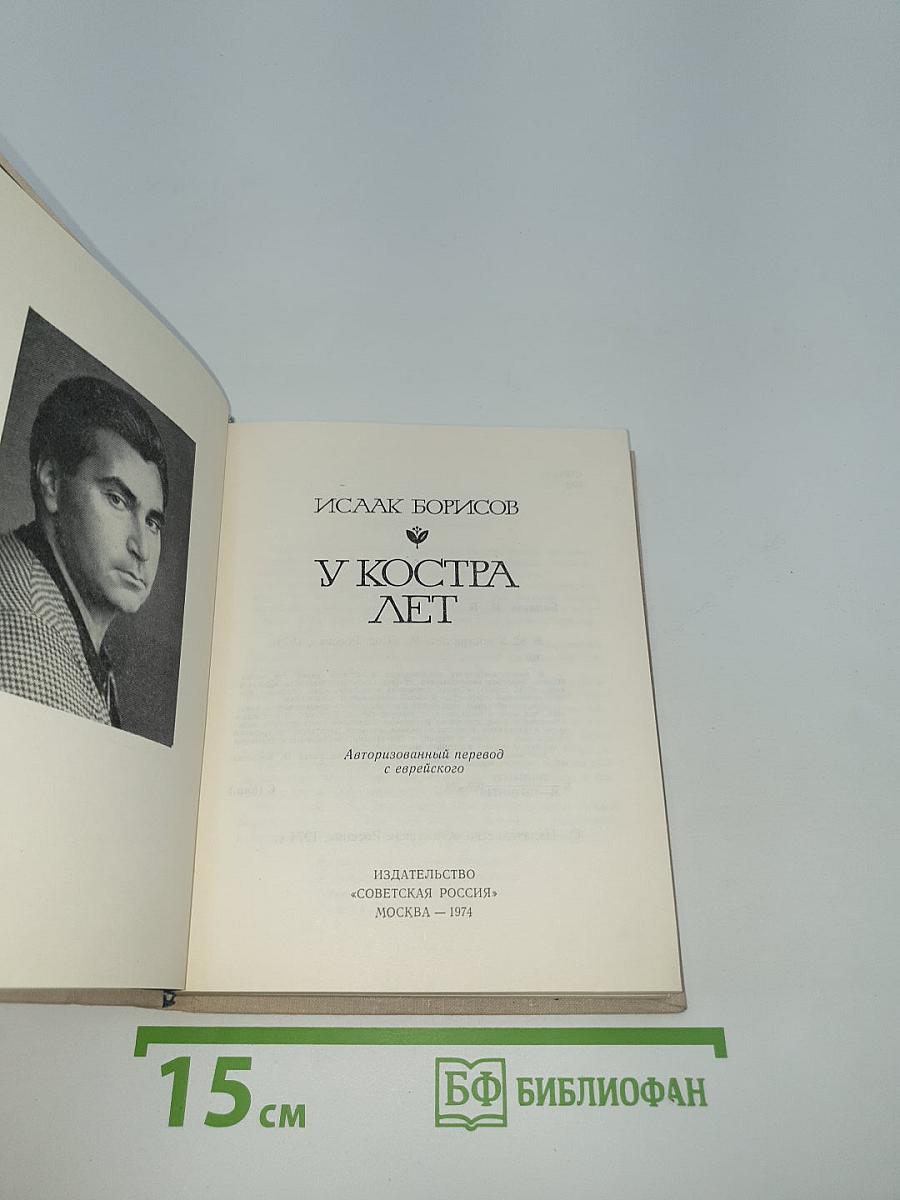 ИСААК БОРИСОВ
У КОСТРА
ЛЕТ
Авторизованный перевод
с еврейского
ИЗДАТЕЛЬСТВО
«СОВЕТСКАЯ РОССИЯ»
МОСКВА — 1974
15 см
БФ БИБЛИОФАН